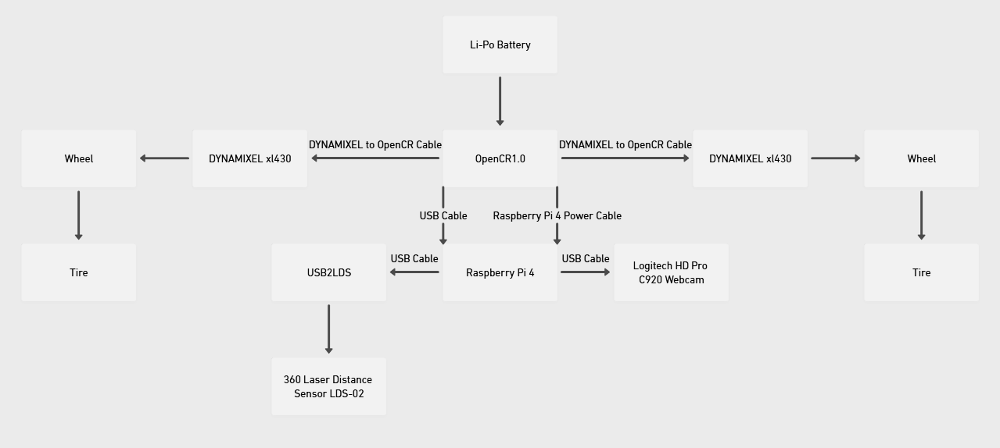 Li-Po Battery
Wheel
DYNAMIXEL xl430
DYNAMIXEL to OpenCR Cable
OpenCR1.0
DYNAMIXEL to OpenCR Cable
DYNAMIXEL xl430
Wheel
USB Cable
Raspberry Pi 4 Power Cable
Tire
USB2LDS
USB Cable
Raspberry Pi 4
USB Cable
Logitech HD Pro
C920 Webcam
Tire
360 Laser Distance
Sensor LDS-02